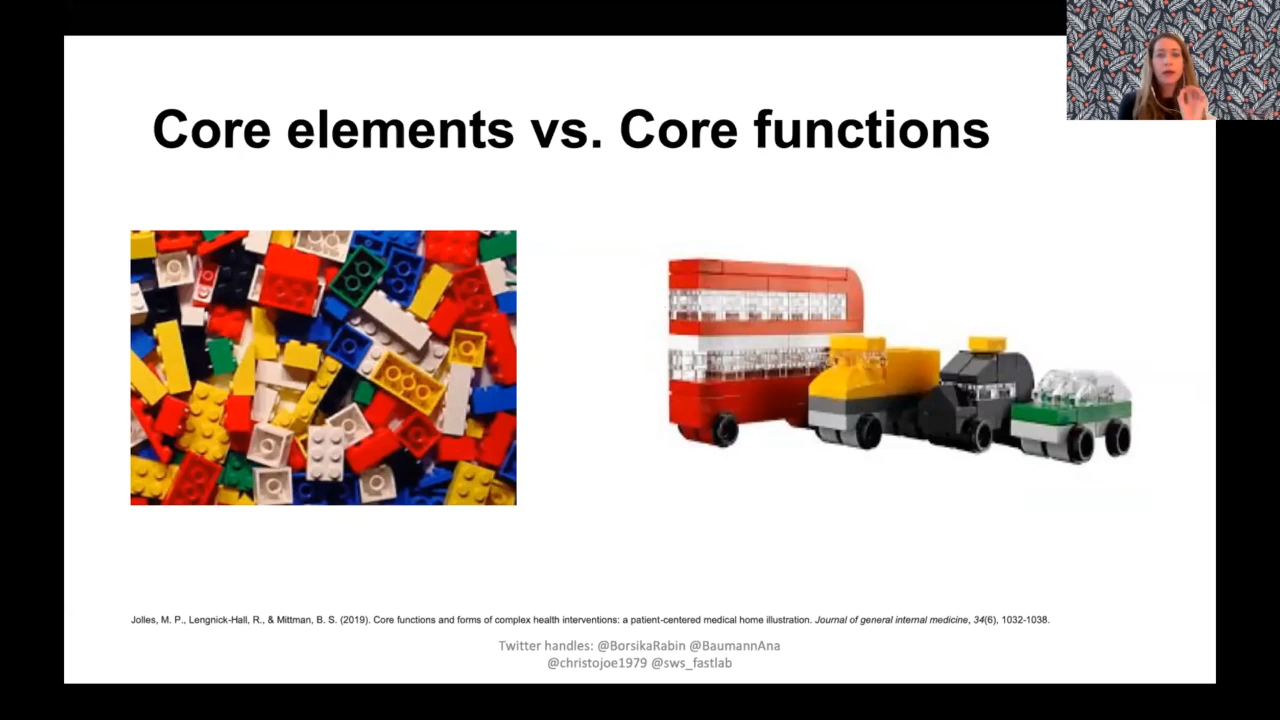 Core elements vs. Core functions
Jolles, M. P., Lengnick-Hall, R., & Mittman, B. S. (2019). Core functions and forms of complex health interventions: a patient-centered medical home illustration. Journal of general internal medicine, 34(6), 1032-1038.
Twitter handles: @BorsikaRabin @BaumannAna
@christojoe1979 @sws_fastlab